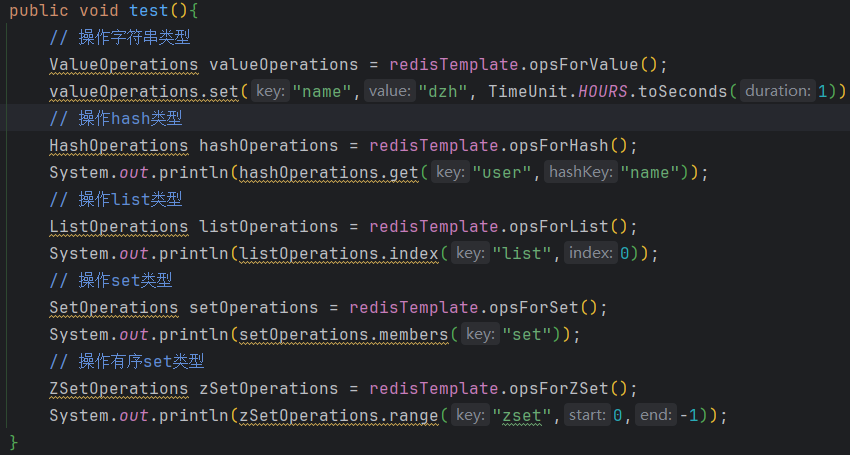 public void test(){
// 操作字符串类型
ValueOperations valueOperations = redisTemplate.opsForValue();
valueOperations.set(key:"name",value:"dzh", TimeUnit.HOURS.toSeconds(duration:1))
// 操作hash类型
HashOperations hashOperations = redisTemplate.opsForHash();
System.out.println(hashOperations.get(key:"user",hashKey:"name"));
// 操作list类型
ListOperations listOperations = redisTemplate.opsForList();
System.out.println(listOperations.index(key:"list",index:0));
// 操作set类型
SetOperations setOperations = redisTemplate.opsForSet();
System.out.println(setOperations.members(key:"set"));
// 操作有序set类型
ZSetOperations zSetOperations = redisTemplate.opsForZSet();
System.out.println(zSetOperations.range(key:"zset",start:0,end:-1));
}